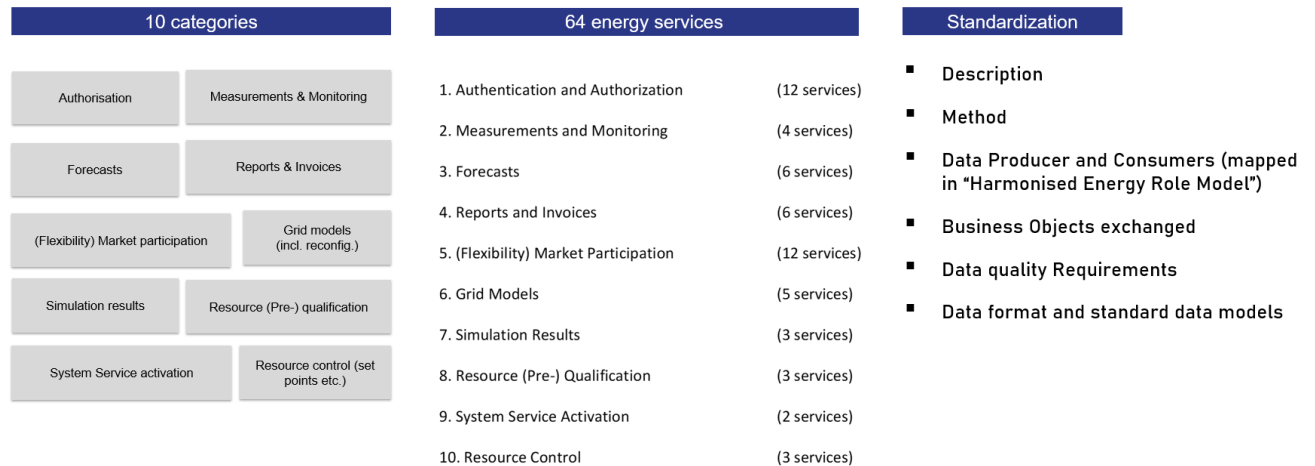 10 categories
Authorisation
Measurements & Monitoring
Forecasts
Reports & Invoices
(Flexibility) Market participation
Grid models
(incl. reconfig.)
Simulation results
Resource (Pre-) qualification
System Service activation
Resource control (set
points etc.)
64 energy services
1. Authentication and Authorization (12 services)
2. Measurements and Monitoring (4 services)
3. Forecasts (6 services)
4. Reports and Invoices (6 services)
5. (Flexibility) Market Participation (12 services)
6. Grid Models (5 services)
7. Simulation Results (3 services)
8. Resource (Pre-) Qualification (3 services)
9. System Service Activation (2 services)
10. Resource Control (3 services)
Standardization
▪ Description
▪ Method
▪ Data Producer and Consumers (mapped
in “Harmonised Energy Role Model”)
▪ Business Objects exchanged
▪ Data quality Requirements
▪ Data format and standard data models